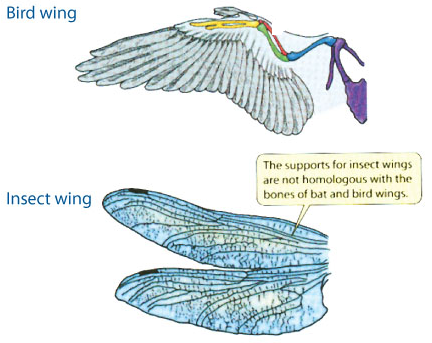 Bird wing
The supports for insect wings
are not homologous with the
bones of bat and bird wings.
Insect wing